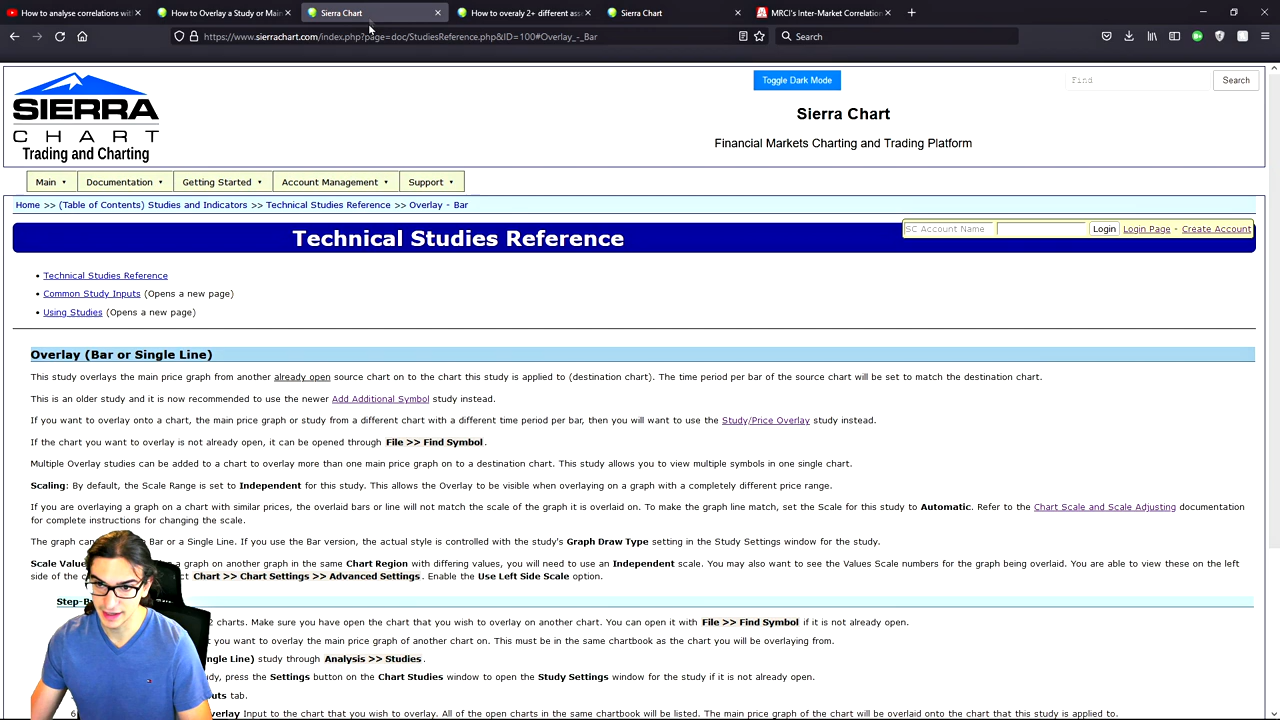 How to analyse correlations wit
How to Overlay a Study or Main
Sierra Chart
How to overaly 2+ different ass
Sierra Chart
MRCI's Inter-Market Correlation
https://www.sierrachart.com/index.php?page=doc/StudiesReference.php&ID=100#Overlay_-_Bar
Search
SIERRA
CHART
Trading and Charting
Toggle Dark Mode
Find
Search
Sierra Chart
Financial Markets Charting and Trading Platform
Main
Documentation
Getting Started
Account Management
Support
Home >> (Table of Contents) Studies and Indicators >> Technical Studies Reference >> Overlay - Bar
Technical Studies Reference
SC Account Name
Login
Login Page - Create Account
• Technical Studies Reference
• Common Study Inputs (Opens a new page)
• Using Studies (Opens a new page)
Overlay (Bar or Single Line)
This study overlays the main price graph from another already open source chart on to the chart this study is applied to (destination chart). The time period per bar of the source chart will be set to match the destination chart.
This is an older study and it is now recommended to use the newer Add Additional Symbol study instead.
If you want to overlay onto a chart, the main price graph or study from a different chart with a different time period per bar, then you will want to use the Study/Price Overlay study instead.
If the chart you want to overlay is not already open, it can be opened through File >> Find Symbol.
Multiple Overlay studies can be added to a chart to overlay more than one main price graph on to a destination chart. This study allows you to view multiple symbols in one single chart.
Scaling: By default, the Scale Range is set to Independent for this study. This allows the Overlay to be visible when overlaying on a graph with a completely different price range.
If you are overlaying a graph on a chart with similar prices, the overlaid bars or line will not match the scale of the graph it is overlaid on. To make the graph line match, set the Scale for this study to Automatic. Refer to the Chart Scale and Scale Adjusting documentation
for complete instructions for changing the scale.
The graph can Bar or a Single Line. If you use the Bar version, the actual style is controlled with the study's Graph Draw Type setting in the Study Settings window for the study.
Scale Value a graph on another graph in the same Chart Region with differing values, you will need to use an Independent scale. You may also want to see the Values Scale numbers for the graph being overlaid. You are able to view these on the left
side of the Chart >> Chart Settings >> Advanced Settings. Enable the Use Left Side Scale option.
Step-B
2 charts. Make sure you have open the chart that you wish to overlay on another chart. You can open it with File >> Find Symbol if it is not already open.
t you want to overlay the main price graph of another chart on. This must be in the same chartbook as the chart you will be overlaying from.
ngle Line) study through Analysis >> Studies.
dy, press the Settings button on the Chart Studies window to open the Study Settings window for the study if it is not already open.
uts tab.
6 verlay Input to the chart that you wish to overlay. All of the open charts in the same chartbook will be listed. The main price graph of the chart will be overlaid onto the chart that this study is applied to.